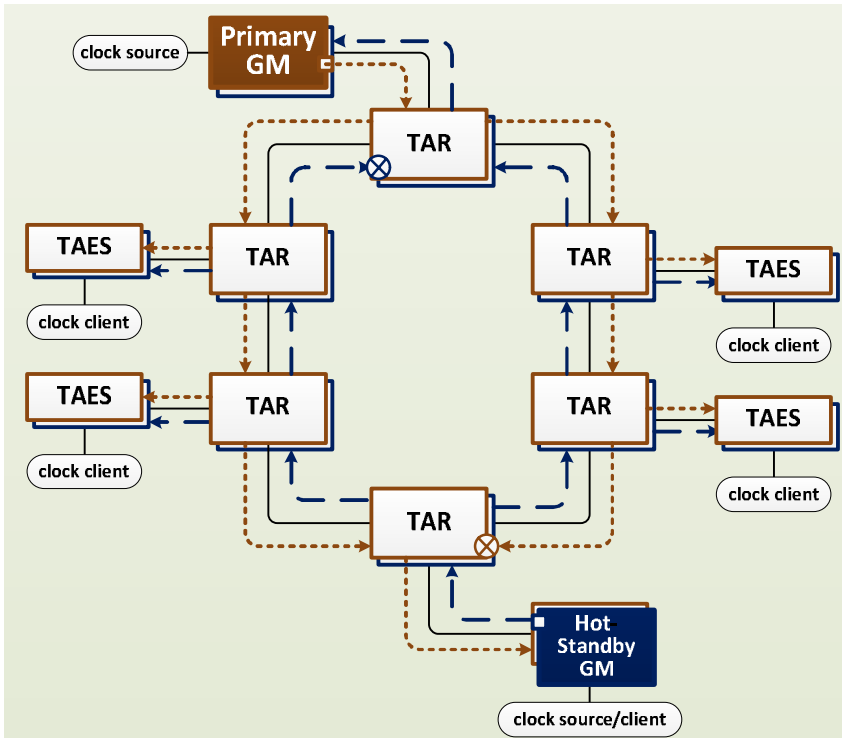 clock source
Primary
GM
TAR
TAES
TAR
TAR
TAES
clock client
clock client
TAES
TAR
TAR
TAES
clock client
clock client
TAR
Hot-
Standby
GM
clock source/client